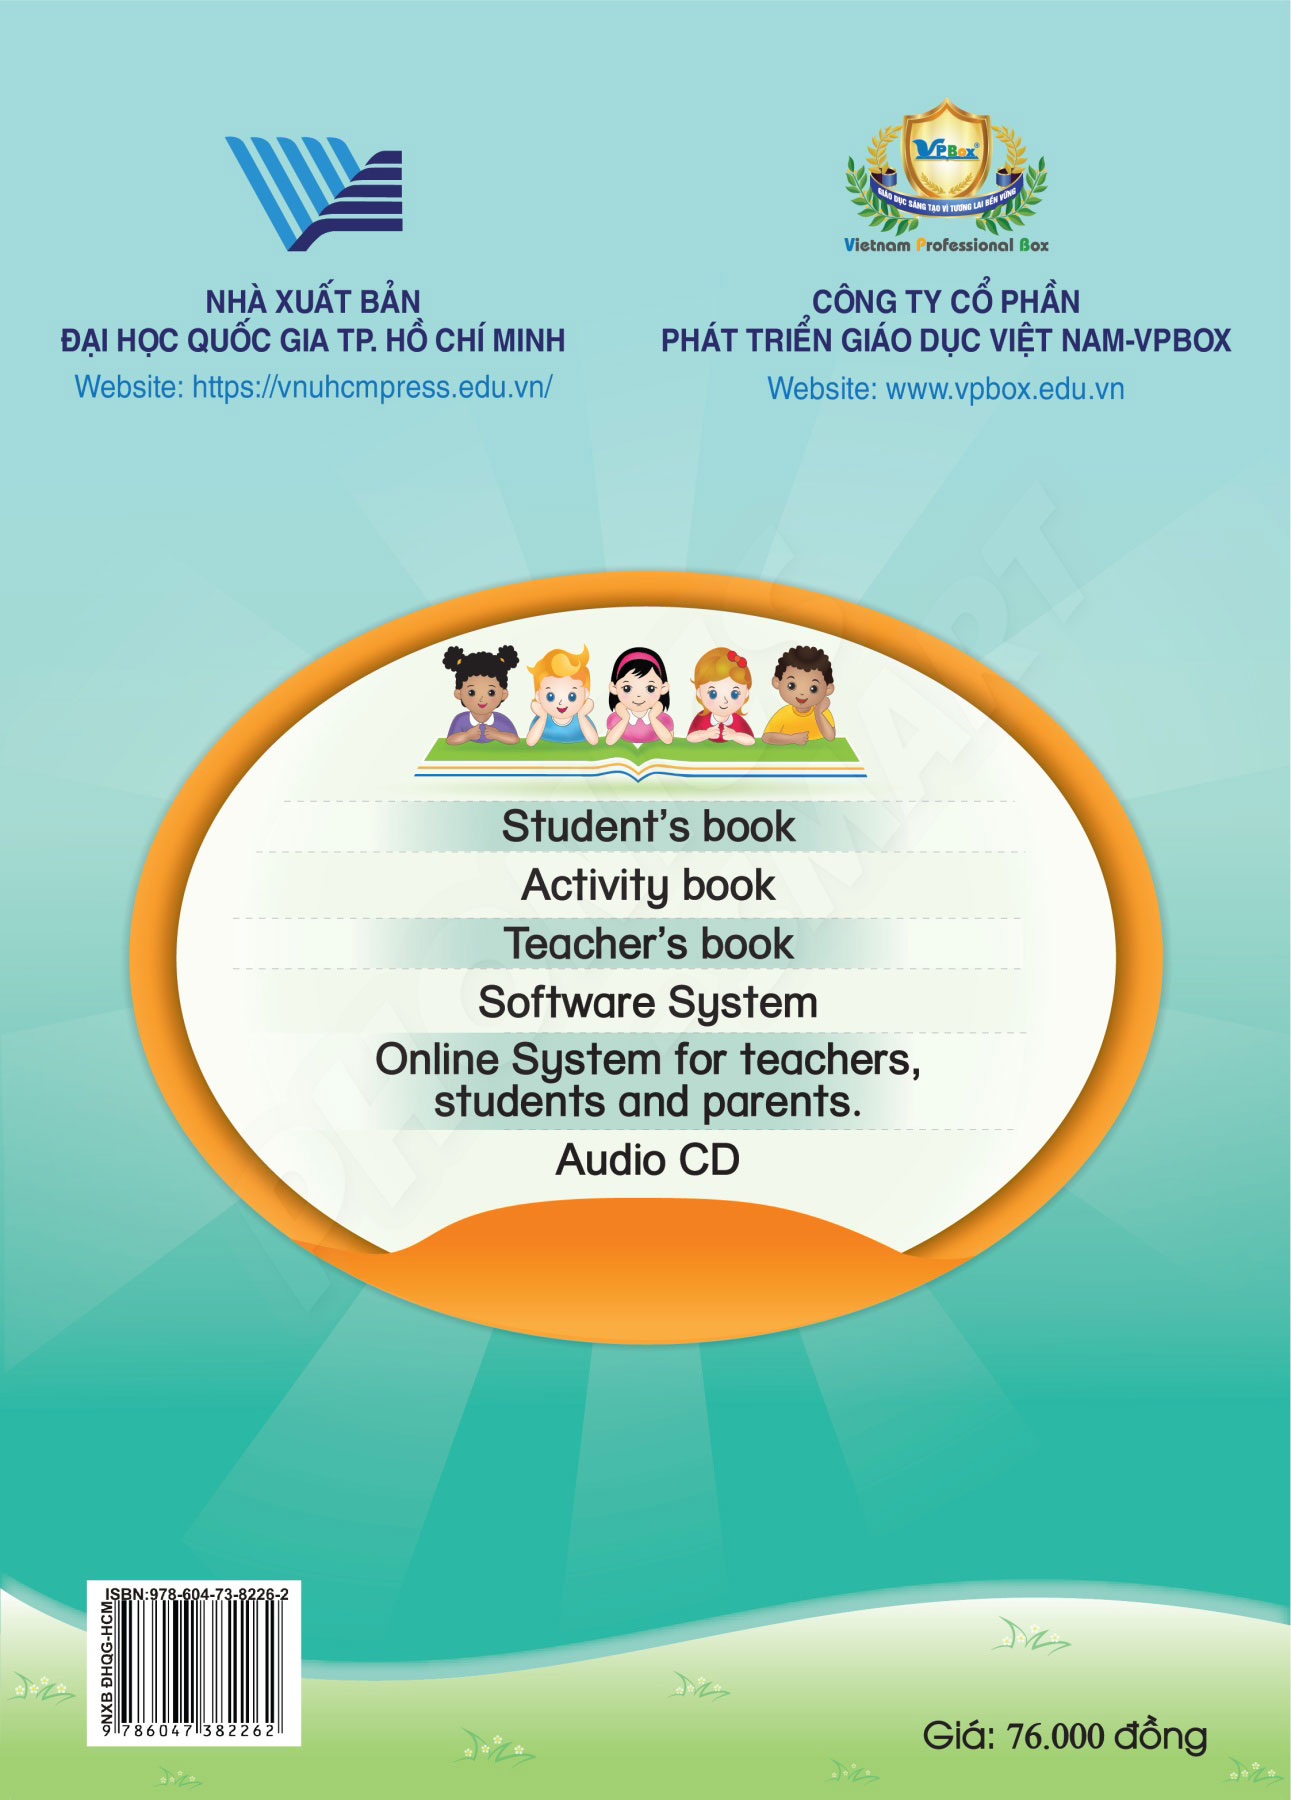 VPBox®
GIÁO DỤC SÁNG TẠO VÌ TƯƠNG LAI BỀN VỮNG
Vietnam Professional Box
NHÀ XUẤT BẢN
ĐẠI HỌC QUỐC GIA TP. HỒ CHÍ MINH
Website: https://vnuhcmpress.edu.vn/
CÔNG TY CỔ PHẦN
PHÁT TRIỂN GIÁO DỤC VIỆT NAM-VPBOX
Website: www.vpbox.edu.vn
Student's book
Activity book
Teacher's book
Software System
Online System for teachers,
students and parents.
Audio CD
ISBN:978-604-73-8226-2
NXB ĐHQG-HCM
9 786047 382262
Giá: 76.000 đồng